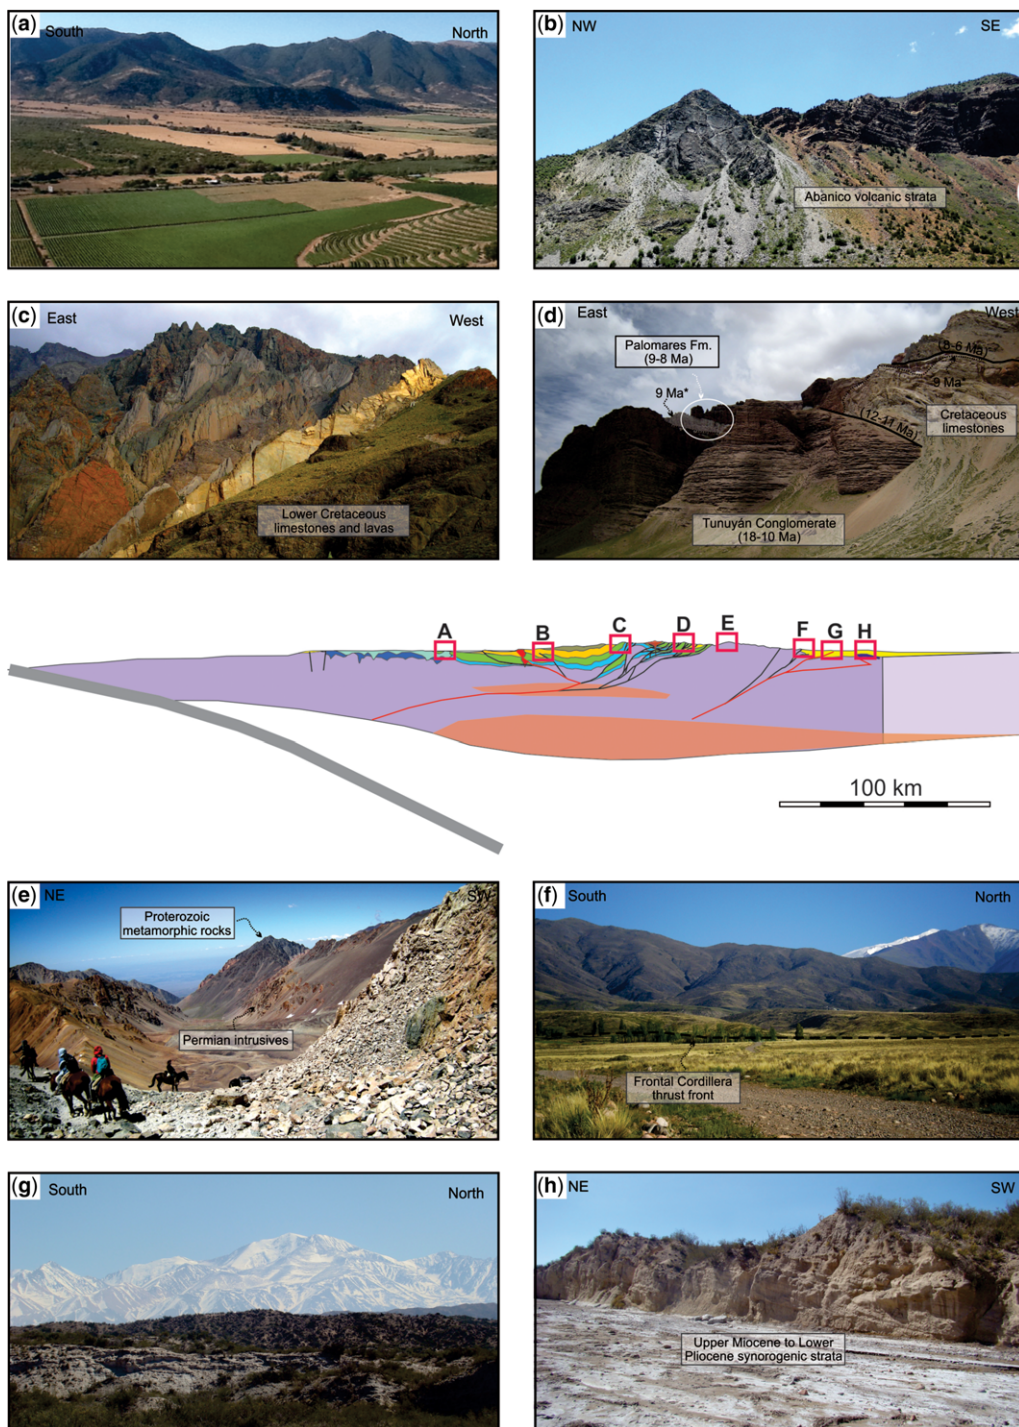 (a)
South
North
(b)
NW
SE
Abanico volcanic strata
(c)
East
West
Lower Cretaceous
limestones and lavas
(d)
East
West
Palomares Fm.
(9-8 Ma)
9 Ma*
(8-6 Ma)
9 Ma*
(12-11 Ma)
Cretaceous
limestones
Tunuyán Conglomerate
(18-10 Ma)
A
B
C
D
E
F
G
H
100 km
(e)
NE
SW
Proterozoic
metamorphic rocks
Permian intrusives
(f)
South
North
Frontal Cordillera
thrust front
(g)
South
North
(h)
NE
SW
Upper Miocene to Lower
Pliocene synorogenic strata